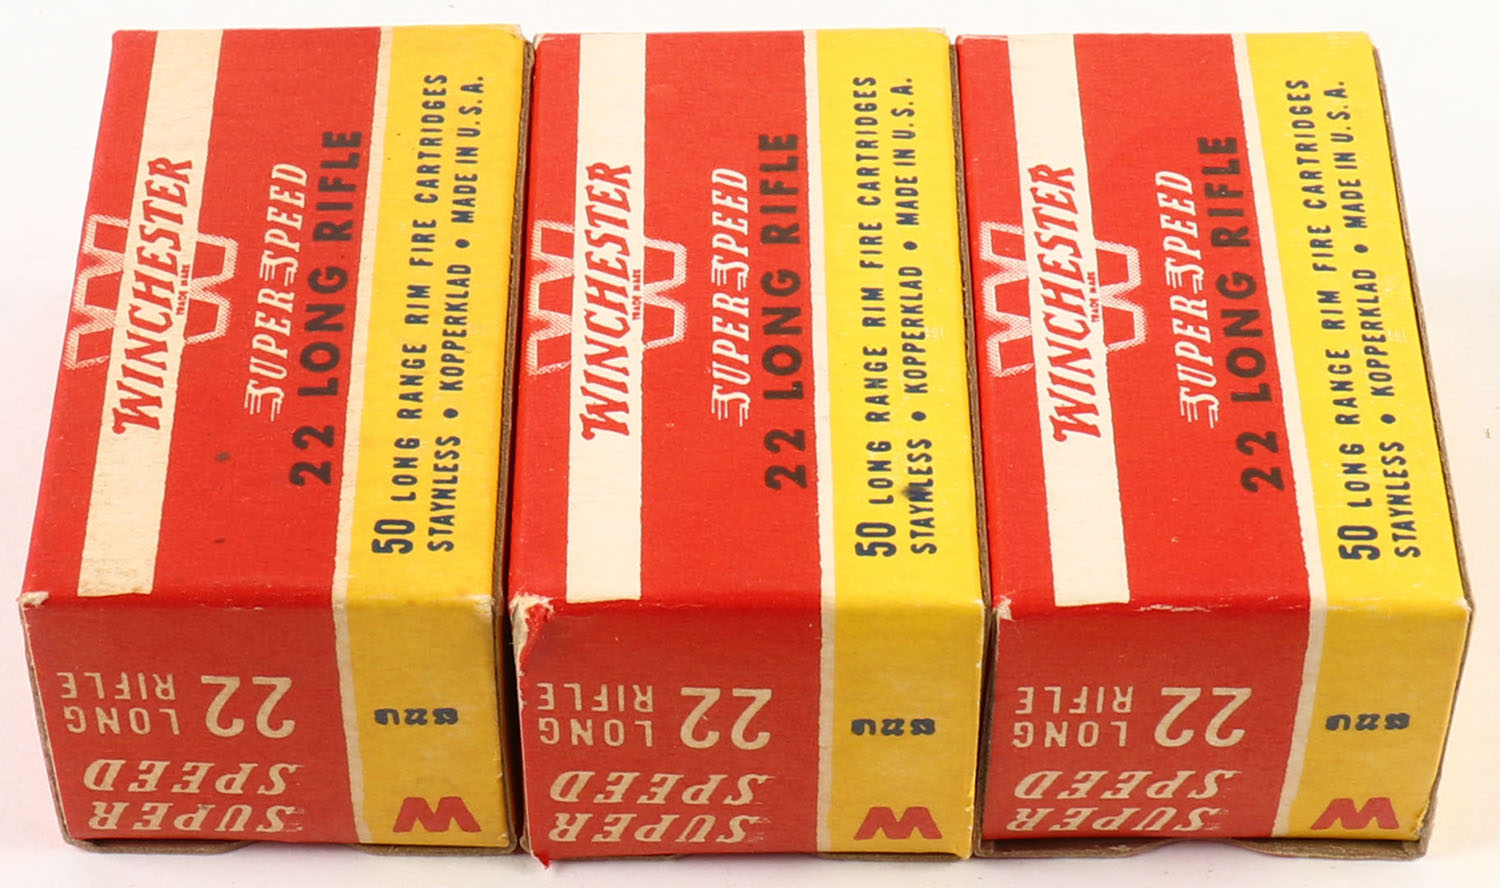 W
WINCHESTER
TRADE MARK
SUPER SPEED
22 LONG RIFLE
50 LONG RANGE RIM FIRE CARTRIDGES
STAYNLESS • KOPPERKLAD • MADE IN U.S.A.
W
SUPER
SPEED
22 LONG
RIFLE
W
WINCHESTER
TRADE MARK
SUPER SPEED
22 LONG RIFLE
50 LONG RANGE RIM FIRE CARTRIDGES
STAYNLESS • KOPPERKLAD • MADE IN U.S.A.
W
SUPER
SPEED
22 LONG
RIFLE
W
WINCHESTER
TRADE MARK
SUPER SPEED
22 LONG RIFLE
50 LONG RANGE RIM FIRE CARTRIDGES
STAYNLESS • KOPPERKLAD • MADE IN U.S.A.
W
SUPER
SPEED
22 LONG
RIFLE